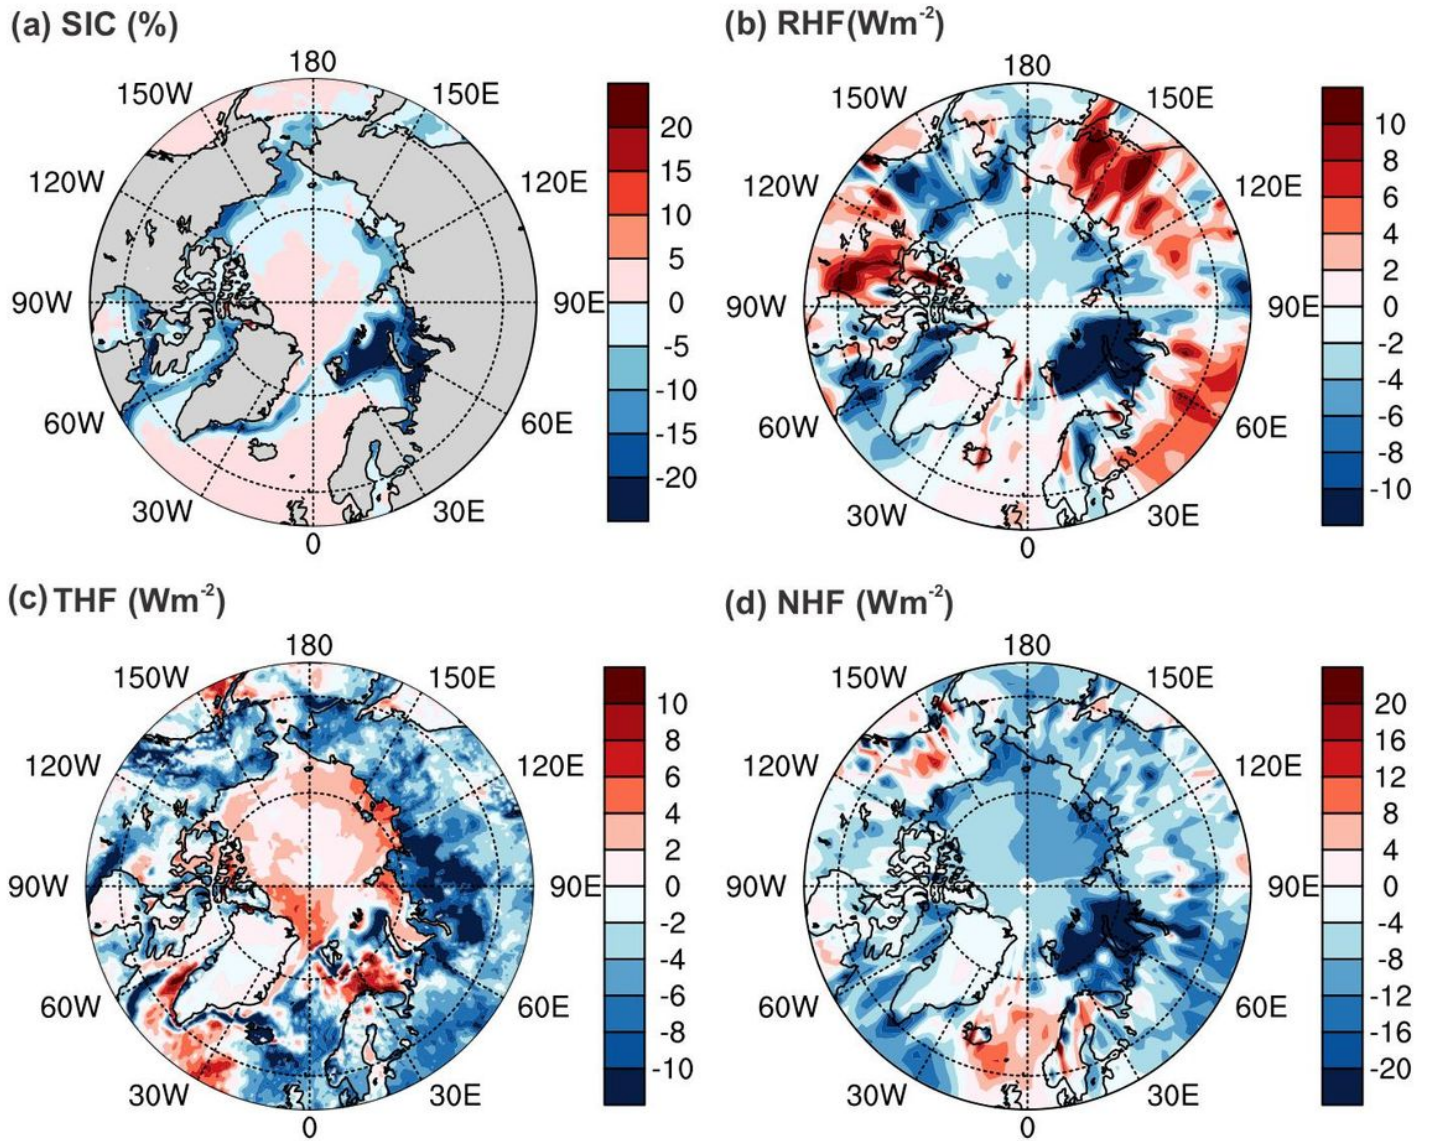 (a) SIC (%)
180
150W
150E
120W
120E
90W
90E
60W
60E
30W
30E
0
20
15
10
5
0
-5
-10
-15
-20
(b) RHF(Wm-2)
180
150W
150E
120W
120E
90W
90E
60W
60E
30W
30E
0
10
8
6
4
2
0
-2
-4
-6
-8
-10
(c) THF (Wm-2)
180
150W
150E
120W
120E
90W
90E
60W
60E
30W
30E
0
10
8
6
4
2
0
-2
-4
-6
-8
-10
(d) NHF (Wm-2)
180
150W
150E
120W
120E
90W
90E
60W
60E
30W
30E
0
20
16
12
8
4
0
-4
-8
-12
-16
-20